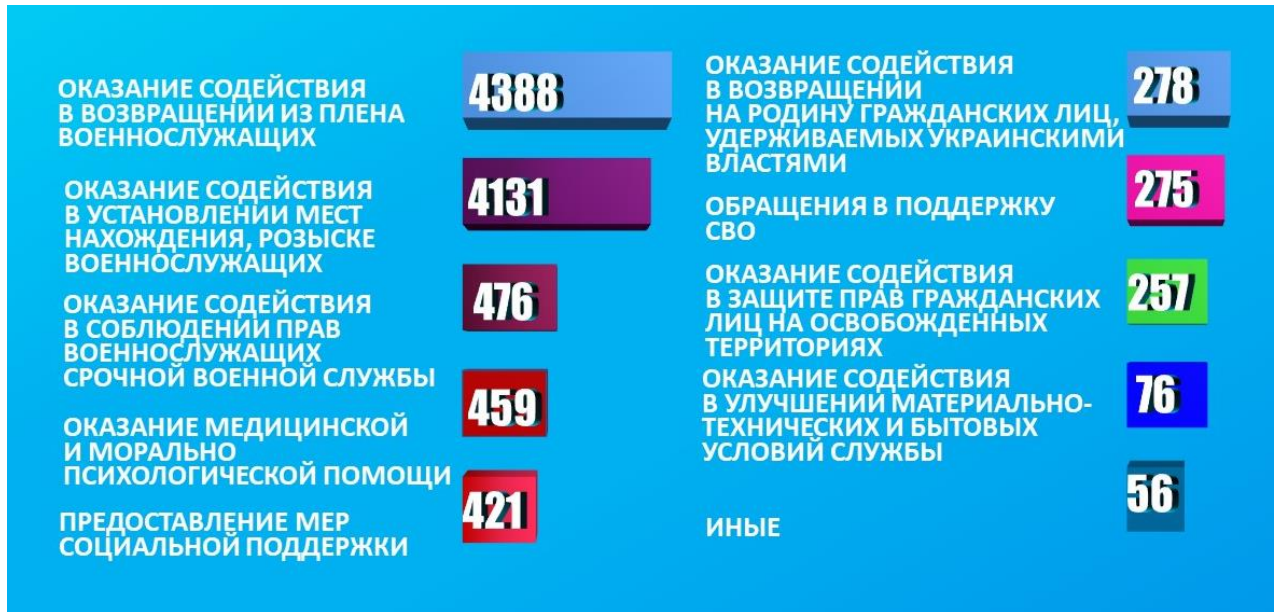 ОКАЗАНИЕ СОДЕЙСТВИЯ
В ВОЗВРАЩЕНИИ ИЗ ПЛЕНА
ВОЕННОСЛУЖАЩИХ
4388
ОКАЗАНИЕ СОДЕЙСТВИЯ
В УСТАНОВЛЕНИИ МЕСТ
НАХОЖДЕНИЯ, РОЗЫСКЕ
ВОЕННОСЛУЖАЩИХ
4131
ОКАЗАНИЕ СОДЕЙСТВИЯ
В СОБЛЮДЕНИИ ПРАВ
ВОЕННОСЛУЖАЩИХ
СРОЧНОЙ ВОЕННОЙ СЛУЖБЫ
476
ОКАЗАНИЕ МЕДИЦИНСКОЙ
И МОРАЛЬНО
ПСИХОЛОГИЧЕСКОЙ ПОМОЩИ
459
ПРЕДОСТАВЛЕНИЕ МЕР
СОЦИАЛЬНОЙ ПОДДЕРЖКИ
421
ОКАЗАНИЕ СОДЕЙСТВИЯ
В ВОЗВРАЩЕНИИ
НА РОДИНУ ГРАЖДАНСКИХ ЛИЦ,
УДЕРЖИВАЕМЫХ УКРАИНСКИМИ
ВЛАСТЯМИ
278
ОБРАЩЕНИЯ В ПОДДЕРЖКУ
СВО
275
ОКАЗАНИЕ СОДЕЙСТВИЯ
В ЗАЩИТЕ ПРАВ ГРАЖДАНСКИХ
ЛИЦ НА ОСВОБОЖДЕННЫХ
ТЕРРИТОРИЯХ
257
ОКАЗАНИЕ СОДЕЙСТВИЯ
В УЛУЧШЕНИИ МАТЕРИАЛЬНО-
ТЕХНИЧЕСКИХ И БЫТОВЫХ
УСЛОВИЙ СЛУЖБЫ
76
ИНЫЕ
56